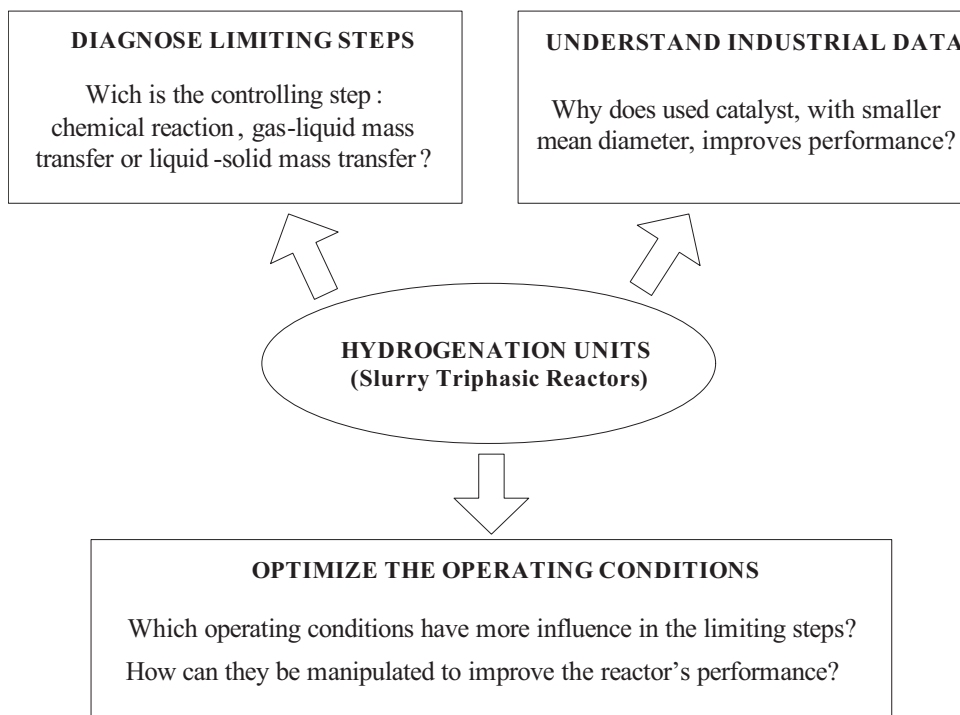 DIAGNOSE LIMITING STEPS
Wich is the controlling step :
chemical reaction , gas-liquid mass
transfer or liquid -solid mass transfer ?
UNDERSTAND INDUSTRIAL DATA
Why does used catalyst, with smaller
mean diameter, improves performance?
HYDROGENATION UNITS
(Slurry Triphasic Reactors)
OPTIMIZE THE OPERATING CONDITIONS
Which operating conditions have more influence in the limiting steps?
How can they be manipulated to improve the reactor’s performance?